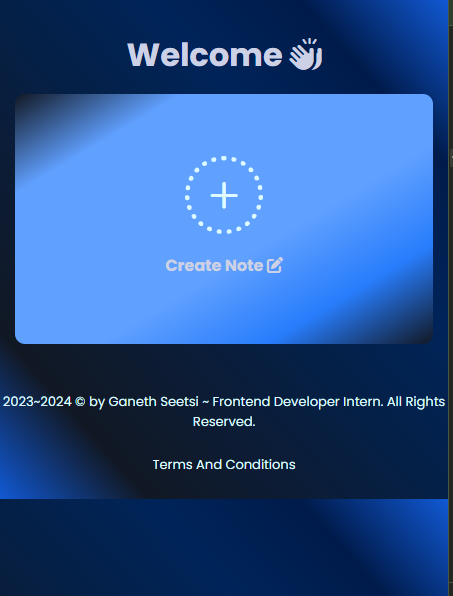 Welcome
Create Note
2023~2024 © by Ganeth Seetsi ~ Frontend Developer Intern. All Rights
Reserved.
Terms And Conditions